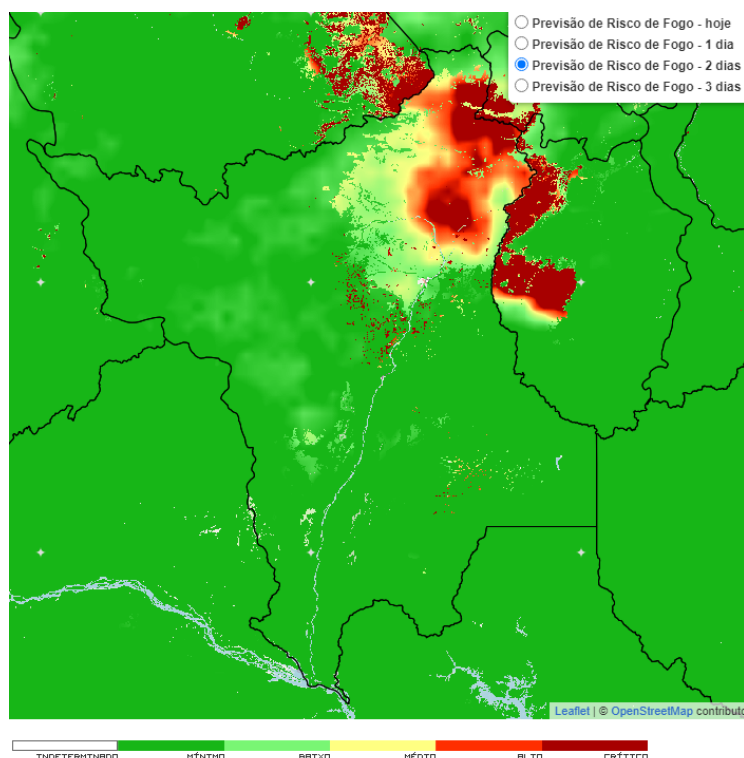 Previsão de Risco de Fogo - hoje
Previsão de Risco de Fogo - 1 dia
Previsão de Risco de Fogo - 2 dias
Previsão de Risco de Fogo - 3 dias
Leaflet | © OpenStreetMap contributo
INDETERMINADO MÍNIMO BAIXO MÉDIO ALTO CRÍTICO